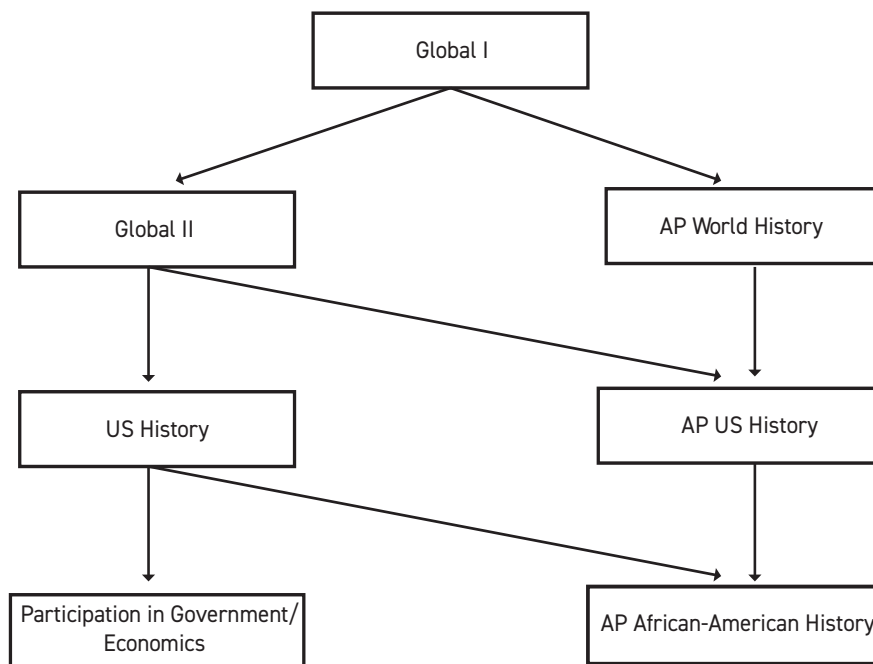 Global I
Global II
AP World History
US History
AP US History
Participation in Government/
Economics
AP African-American History